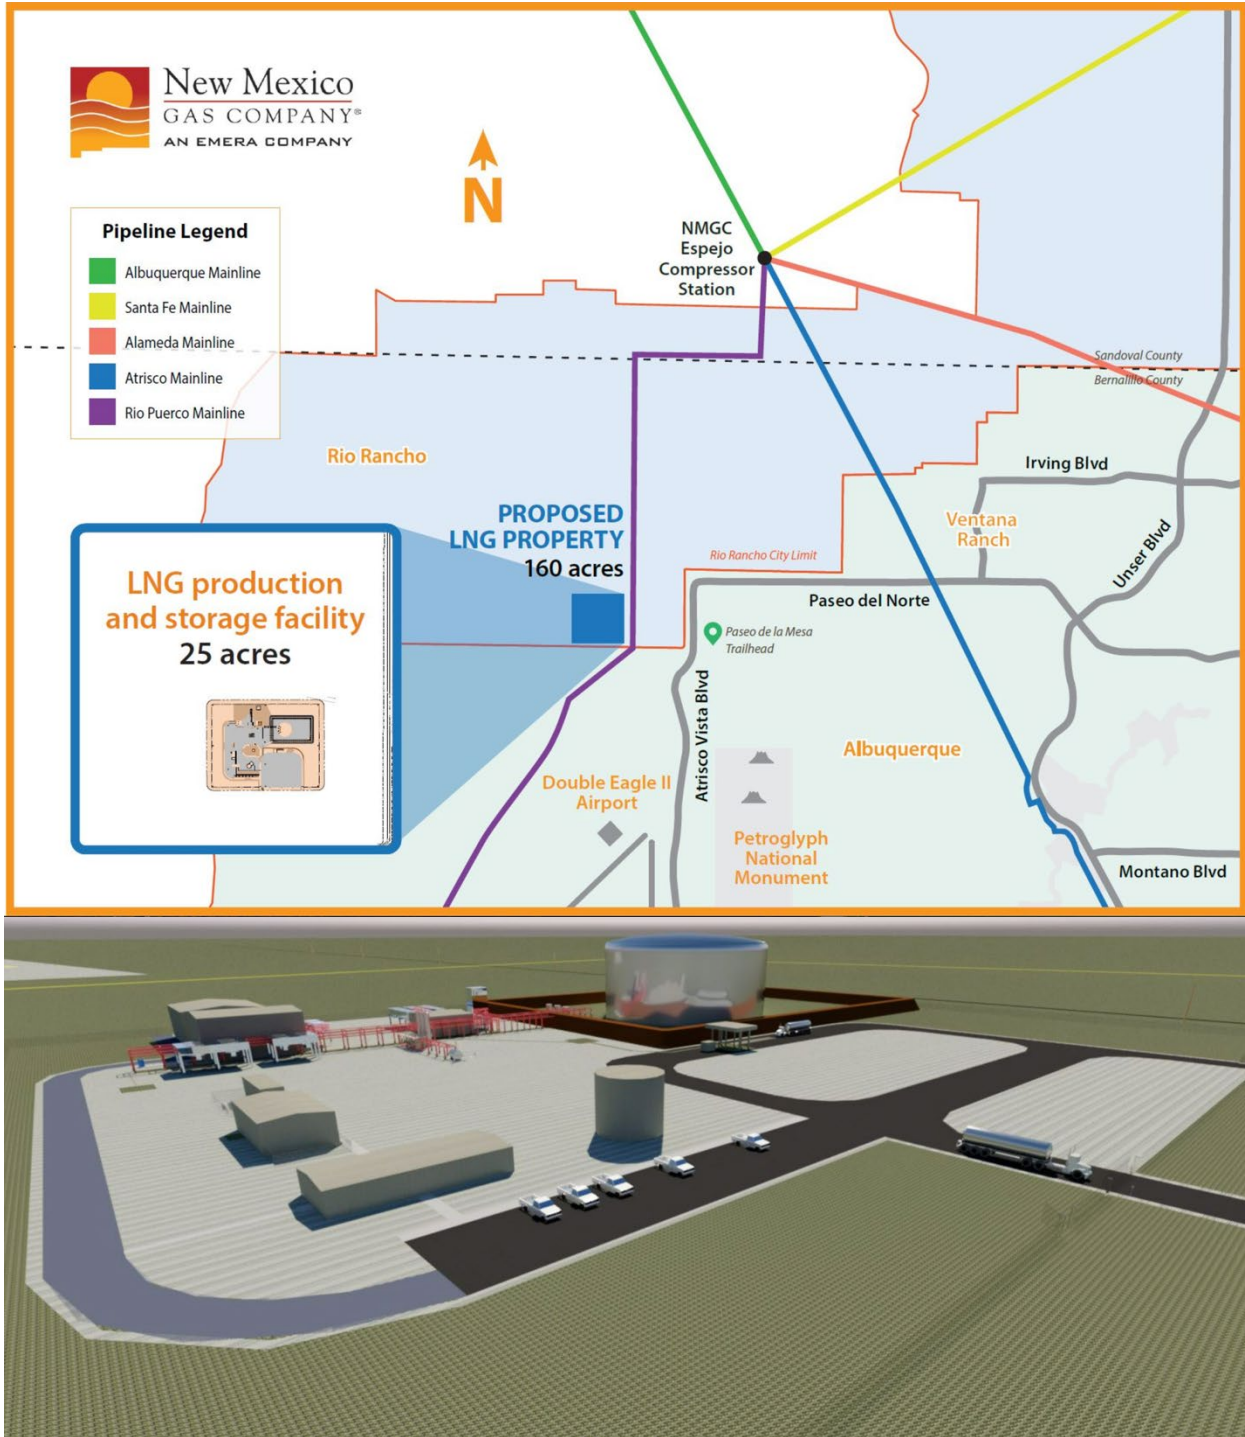 New Mexico
GAS COMPANY®
AN EMERA COMPANY
N
Pipeline Legend
Albuquerque Mainline
Santa Fe Mainline
Alameda Mainline
Atrisco Mainline
Rio Puerco Mainline
NMGC
Espejo
Compressor
Station
Sandoval County
Bernalillo County
Rio Rancho
Irving Blvd
PROPOSED
LNG PROPERTY
160 acres
Ventana
Ranch
Unser Blvd
Rio Rancho City Limit
Paseo del Norte
LNG production
and storage facility
25 acres
Paseo de la Mesa
Trailhead
Atrisco Vista Blvd
Albuquerque
Double Eagle II
Airport
Petroglyph
National
Monument
Montano Blvd